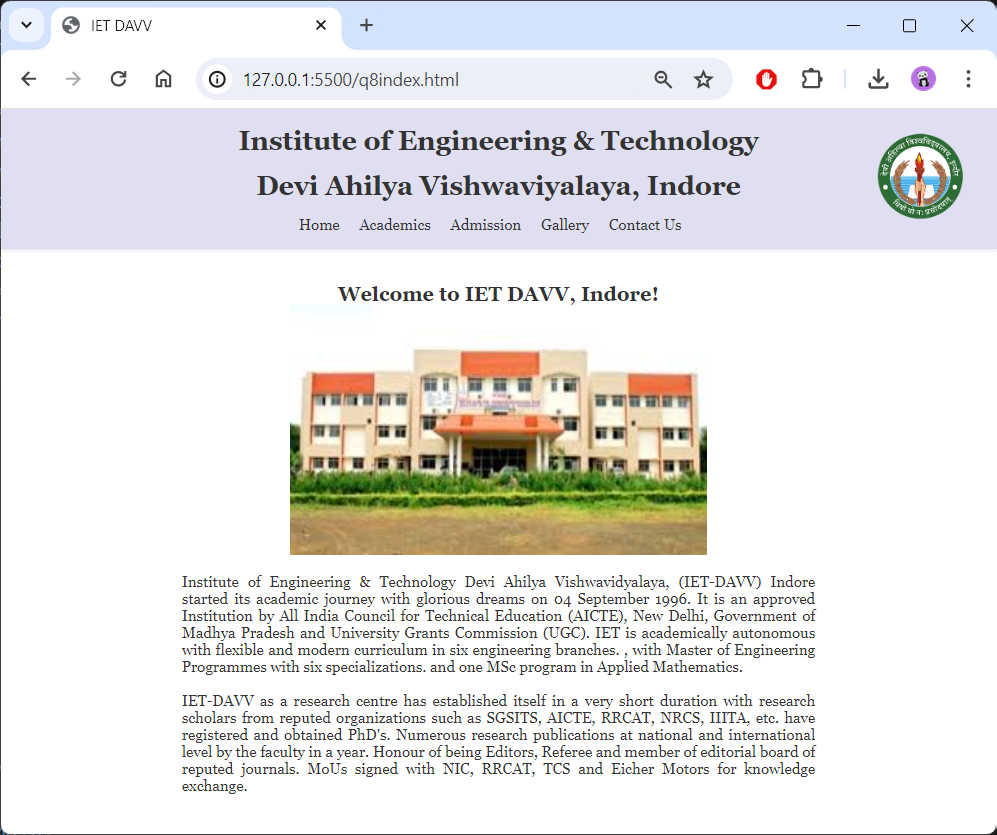 IET DAVV
127.0.0.1:5500/q8index.html
Institute of Engineering & Technology
Devi Ahilya Vishwaviyalaya, Indore
Home Academics Admission Gallery Contact Us
Welcome to IET DAVV, Indore!
Institute of Engineering & Technology Devi Ahilya Vishwavidyalaya, (IET-DAVV) Indore
started its academic journey with glorious dreams on 04 September 1996. It is an approved
Institution by All India Council for Technical Education (AICTE), New Delhi, Government of
Madhya Pradesh and University Grants Commission (UGC). IET is academically autonomous
with flexible and modern curriculum in six engineering branches. , with Master of Engineering
Programmes with six specializations. and one MSc program in Applied Mathematics.
IET-DAVV as a research centre has established itself in a very short duration with research
scholars from reputed organizations such as SGSITS, AICTE, RRCAT, NRCS, IIITA, etc. have
registered and obtained PhD's. Numerous research publications at national and international
level by the faculty in a year. Honour of being Editors, Referee and member of editorial board of
reputed journals. MoUs signed with NIC, RRCAT, TCS and Eicher Motors for knowledge
exchange.